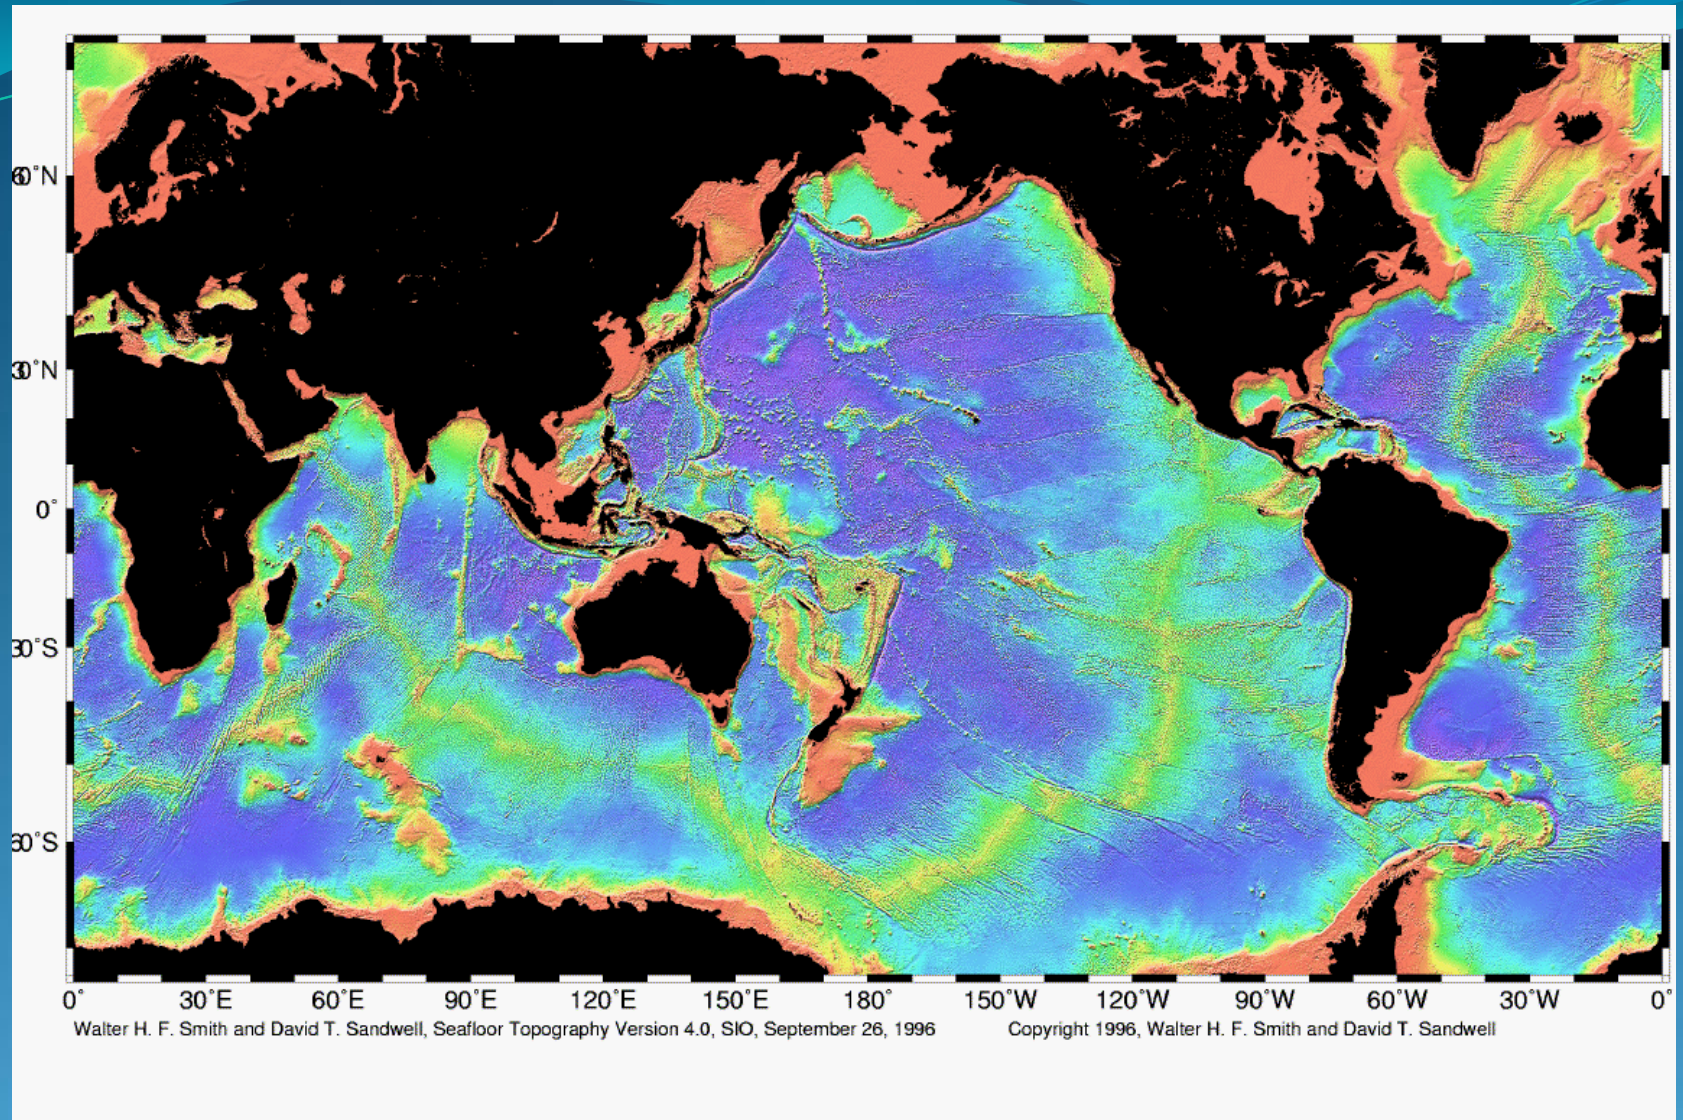 60°N
30°N
0°
30°S
60°S
0° 30°E 60°E 90°E 120°E 150°E 180° 150°W 120°W 90°W 60°W 30°W 0°
Walter H. F. Smith and David T. Sandwell, Seafloor Topography Version 4.0, SIO, September 26, 1996 Copyright 1996, Walter H. F. Smith and David T. Sandwell